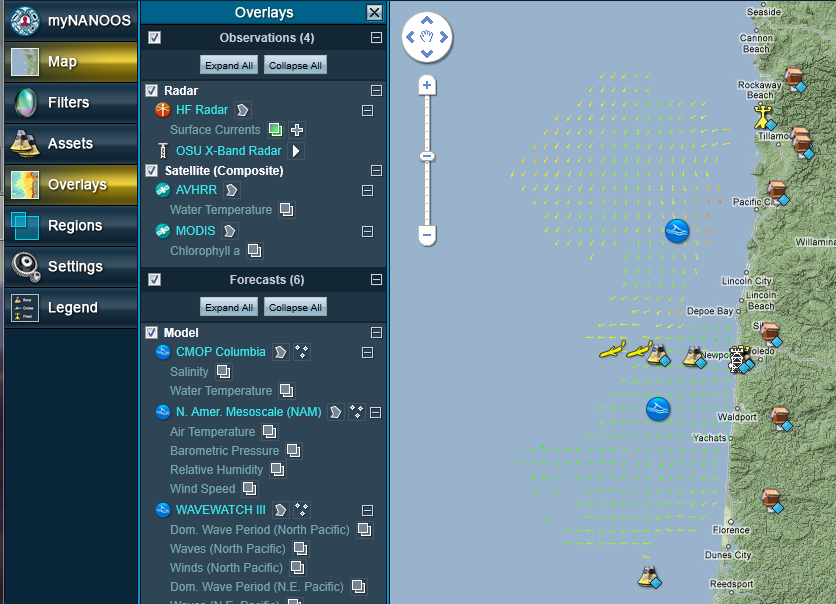 myNANOOS
Map
Filters
Assets
Overlays
Regions
Settings
Legend
Overlays
Observations (4)
Expand All
Collapse All
Radar
HF Radar
Surface Currents
OSU X-Band Radar
Satellite (Composite)
AVHRR
Water Temperature
MODIS
Chlorophyll a
Forecasts (6)
Expand All
Collapse All
Model
CMOP Columbia
Salinity
Water Temperature
N. Amer. Mesoscale (NAM)
Air Temperature
Barometric Pressure
Relative Humidity
Wind Speed
WAVEWATCH III
Dom. Wave Period (North Pacific)
Waves (North Pacific)
Winds (North Pacific)
Dom. Wave Period (N.E. Pacific)
Waves (N.E. Pacific)
Seaside
Cannon
Beach
Rockaway
Beach
Tillamo
Pacific C
Willamina
Lincoln City
Lincoln
Beach
Depoe Bay
Newpo
oledo
Waldport
Yachats
Florence
Dunes City
Reedsport